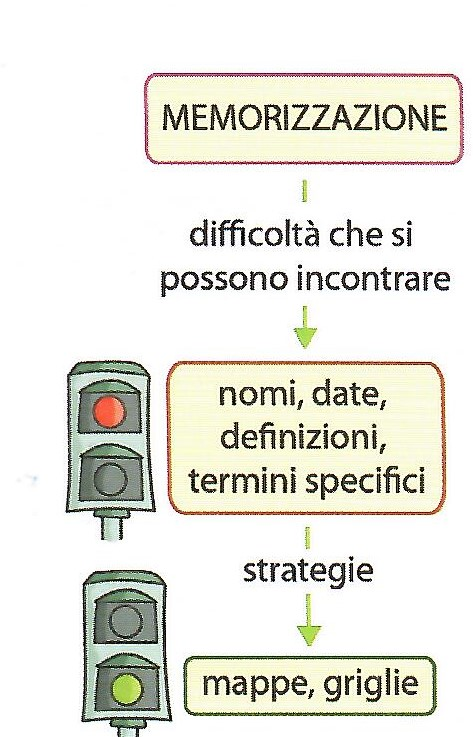 MEMORIZZAZIONE
difficoltà che si
possono incontrare
nomi, date,
definizioni,
termini specifici
strategie
mappe, griglie